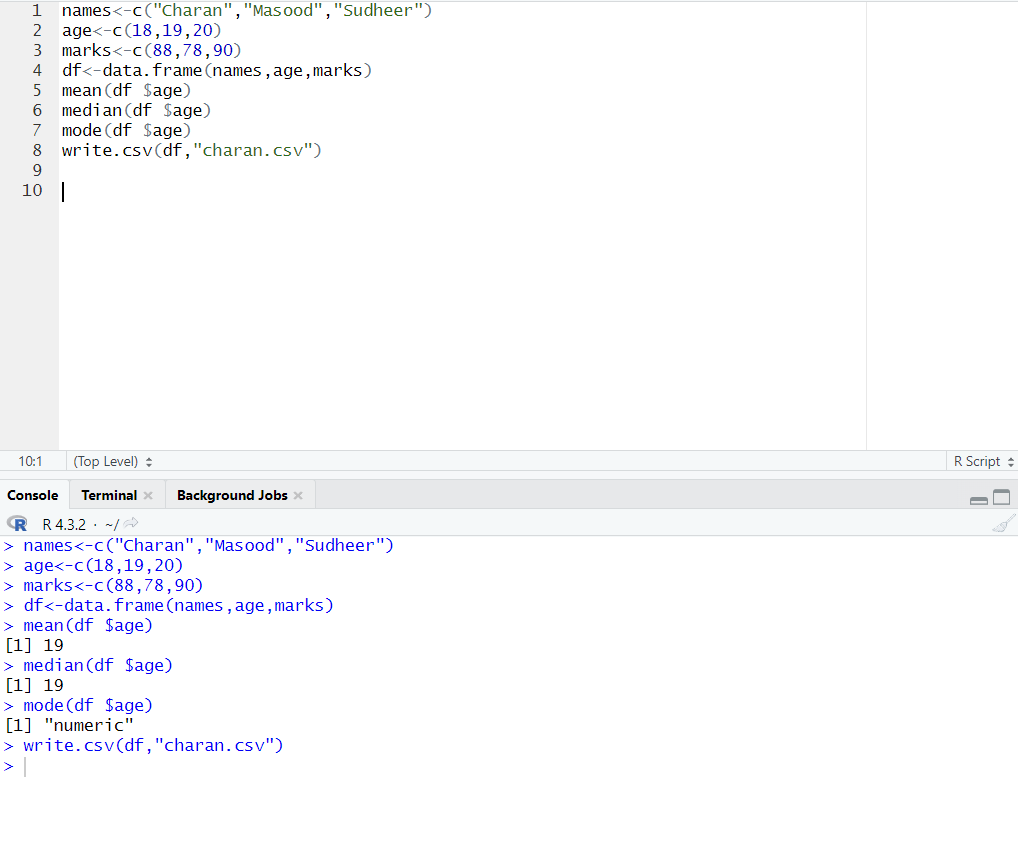 1 names<-c("Charan","Masood","Sudheer")
2 age<-c(18,19,20)
3 marks<-c(88,78,90)
4 df<-data.frame(names,age,marks)
5 mean(df $age)
6 median(df $age)
7 mode(df $age)
8 write.csv(df,"charan.csv")
9
10
10:1 (Top Level) R Script
Console Terminal Background Jobs
R R 4.3.2 · ~/
> names<-c("Charan","Masood","Sudheer")
> age<-c(18,19,20)
> marks<-c(88,78,90)
> df<-data.frame(names,age,marks)
> mean(df $age)
[1] 19
> median(df $age)
[1] 19
> mode(df $age)
[1] "numeric"
> write.csv(df,"charan.csv")
>